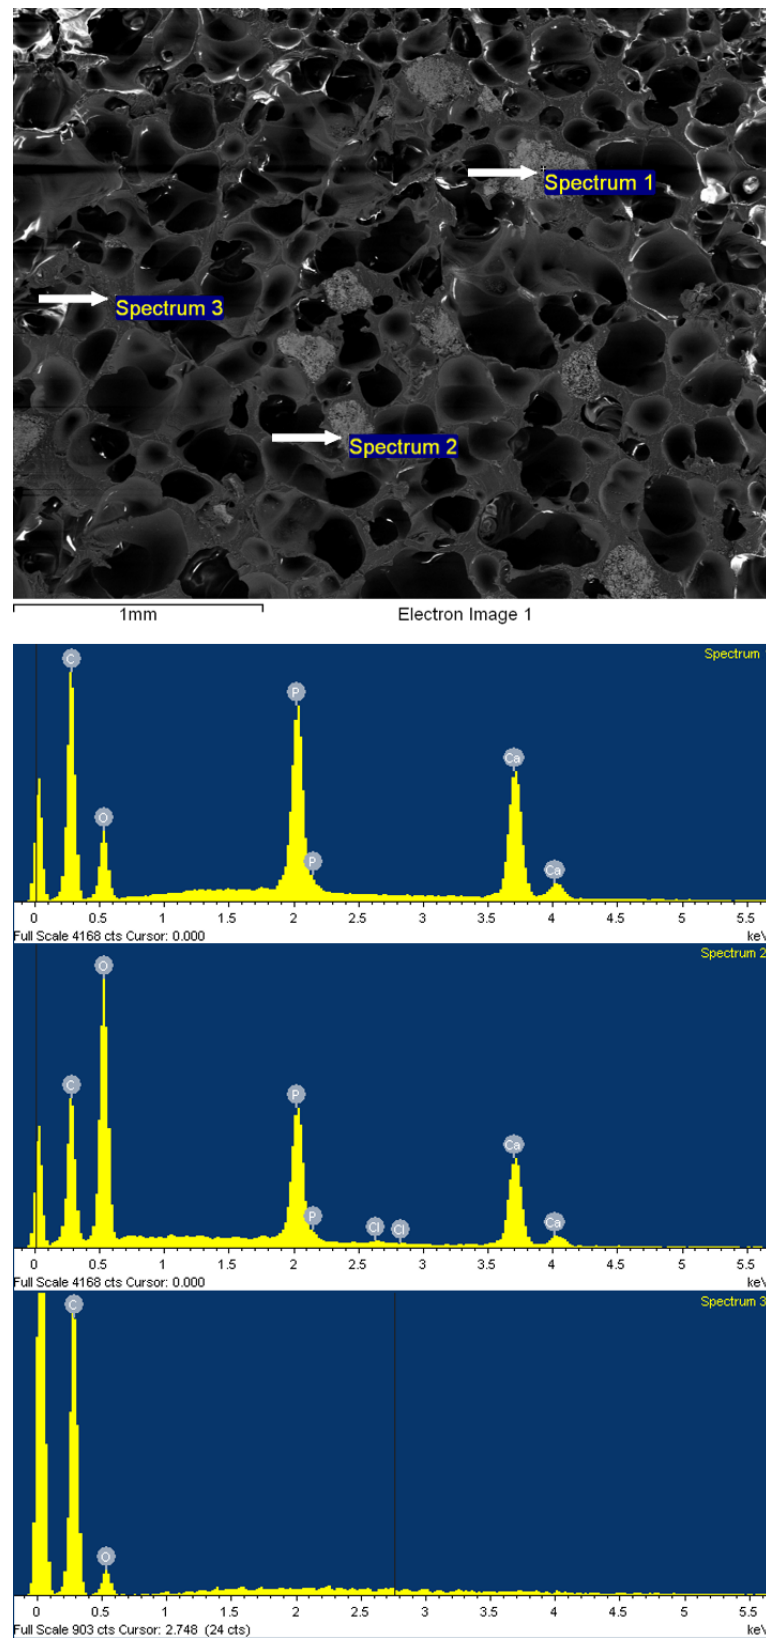 Spectrum 1
Spectrum 3
Spectrum 2
1mm Electron Image 1
Spectrum
C
P
Ca
O
P
Ca
0 0.5 1 1.5 2 2.5 3 3.5 4 4.5 5 5.5
Full Scale 4168 cts Cursor: 0.000 keV
Spectrum 2
O
C
P
Ca
P Cl Cl Ca
0 0.5 1 1.5 2 2.5 3 3.5 4 4.5 5 5.5
Full Scale 4168 cts Cursor: 0.000 keV
Spectrum 3
C
O
0 0.5 1 1.5 2 2.5 3 3.5 4 4.5 5 5.5
Full Scale 903 cts Cursor: 2.748 (24 cts) keV